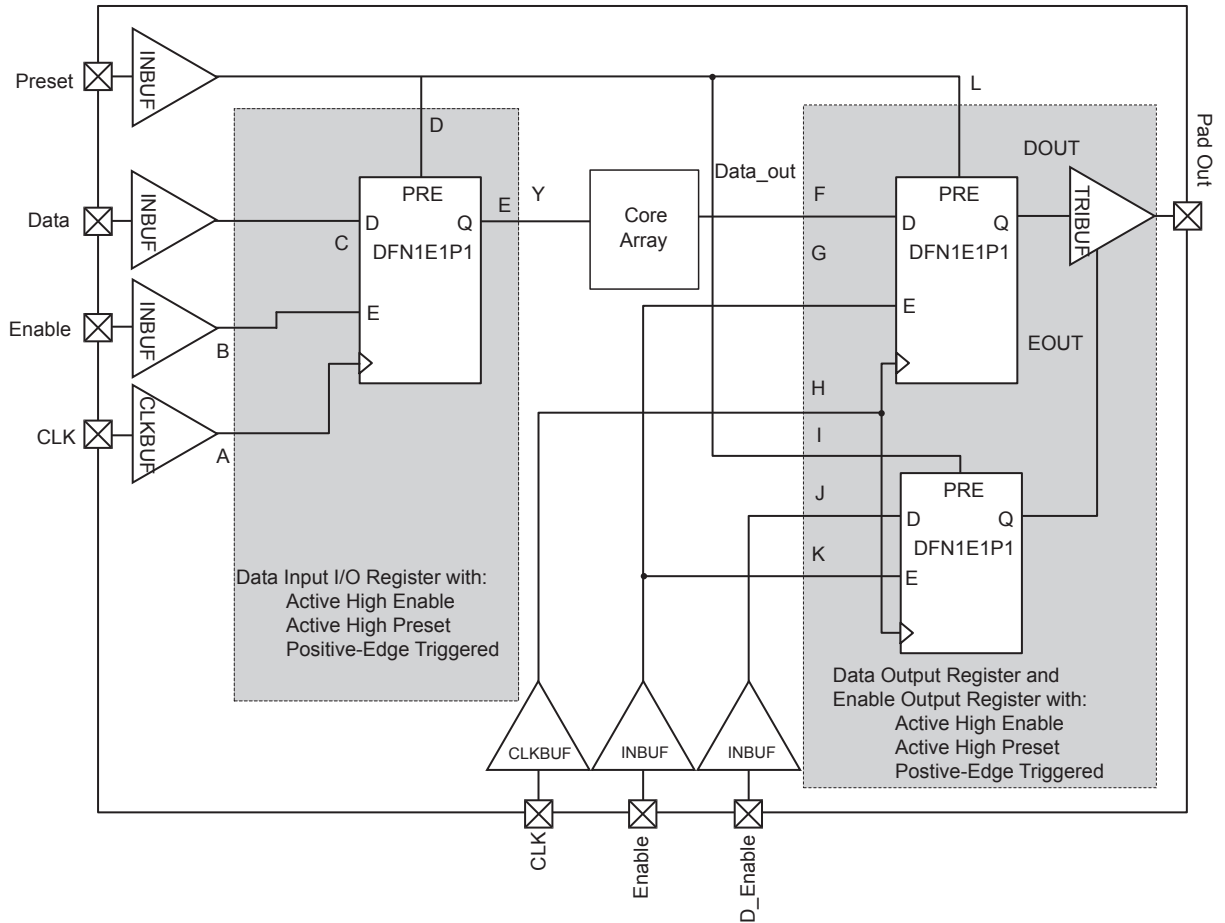 Preset
INBUF
L
D
Data
INBUF
C
PRE
D
Q
DFN1E1P1
E
E
Y
Core
Array
Data_out
F
G
PRE
D
Q
DFN1E1P1
E
DOUT
TRIBUF
Pad Out
EOUT
Enable
INBUF
B
CLK
CLKBUF
A
H
I
J
K
PRE
D
Q
DFN1E1P1
E
Data Input I/O Register with:
Active High Enable
Active High Preset
Positive-Edge Triggered
Data Output Register and
Enable Output Register with:
Active High Enable
Active High Preset
Postive-Edge Triggered
CLKBUF
INBUF
INBUF
CLK
Enable
D_Enable